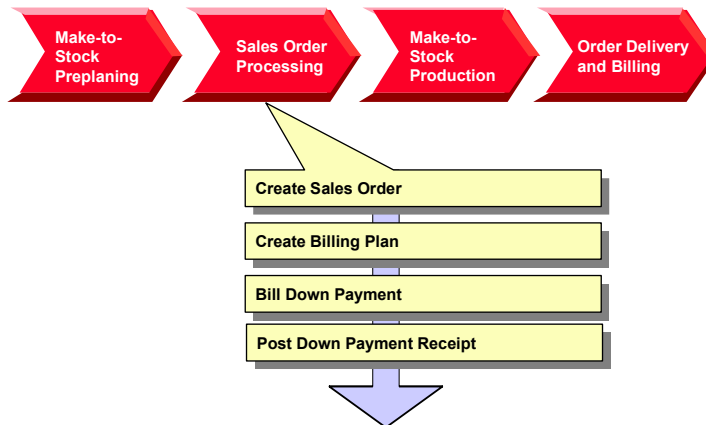 Make-to-
Stock
Preplaning
Sales Order
Processing
Make-to-
Stock
Production
Order Delivery
and Billing
Create Sales Order
Create Billing Plan
Bill Down Payment
Post Down Payment Receipt